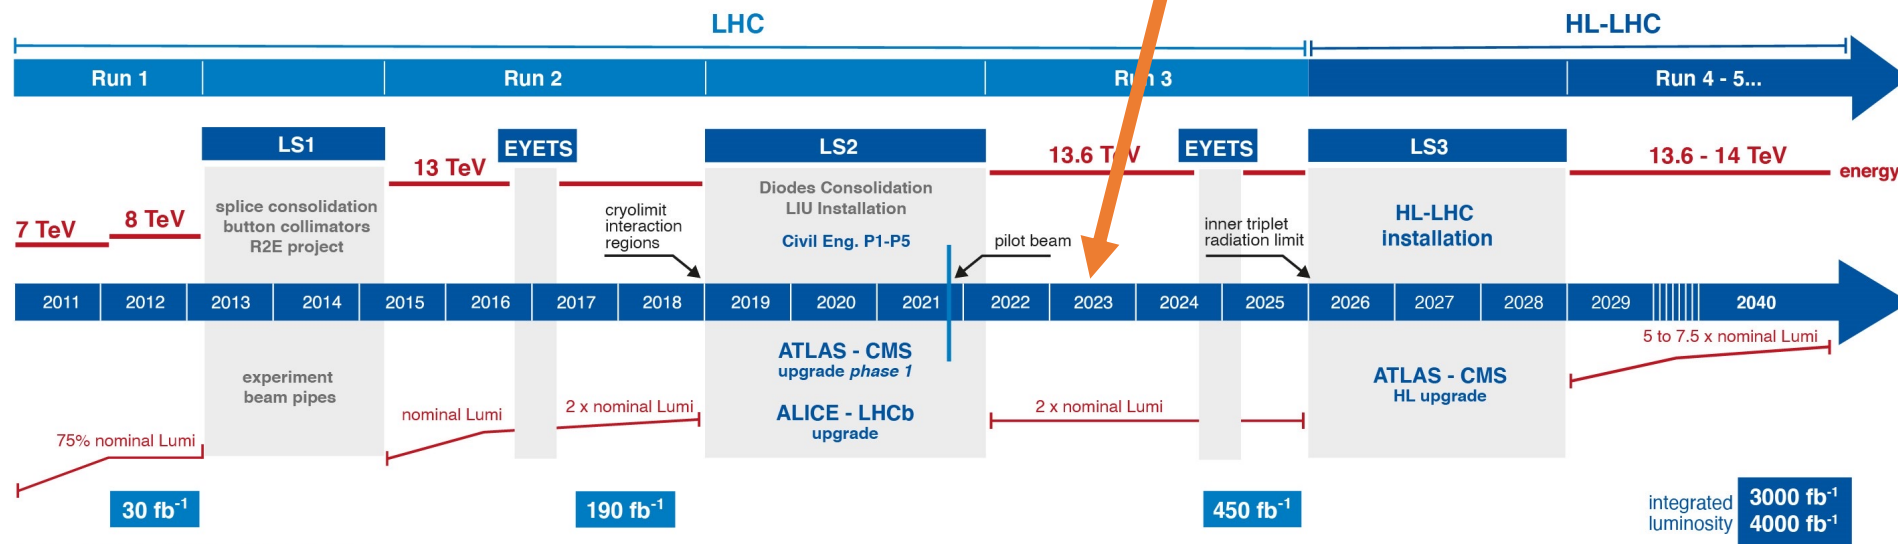 LHC
HL-LHC
Run 1
Run 2
Run 3
Run 4 - 5...
LS1
EYETS
LS2
EYETS
LS3
13 TeV
13.6 TeV
13.6 - 14 TeV
energy
7 TeV
8 TeV
splice consolidation
button collimators
R2E project
cryolimit
interaction
regions
Diodes Consolidation
LIU Installation
Civil Eng. P1-P5
pilot beam
inner triplet
radiation limit
HL-LHC
installation
2011
2012
2013
2014
2015
2016
2017
2018
2019
2020
2021
2022
2023
2024
2025
2026
2027
2028
2029
2040
5 to 7.5 x nominal Lumi
experiment
beam pipes
ATLAS - CMS
upgrade phase 1
ALICE - LHCb
upgrade
ATLAS - CMS
HL upgrade
75% nominal Lumi
nominal Lumi
2 x nominal Lumi
2 x nominal Lumi
30 fb-1
190 fb-1
450 fb-1
integrated
luminosity
3000 fb-1
4000 fb-1